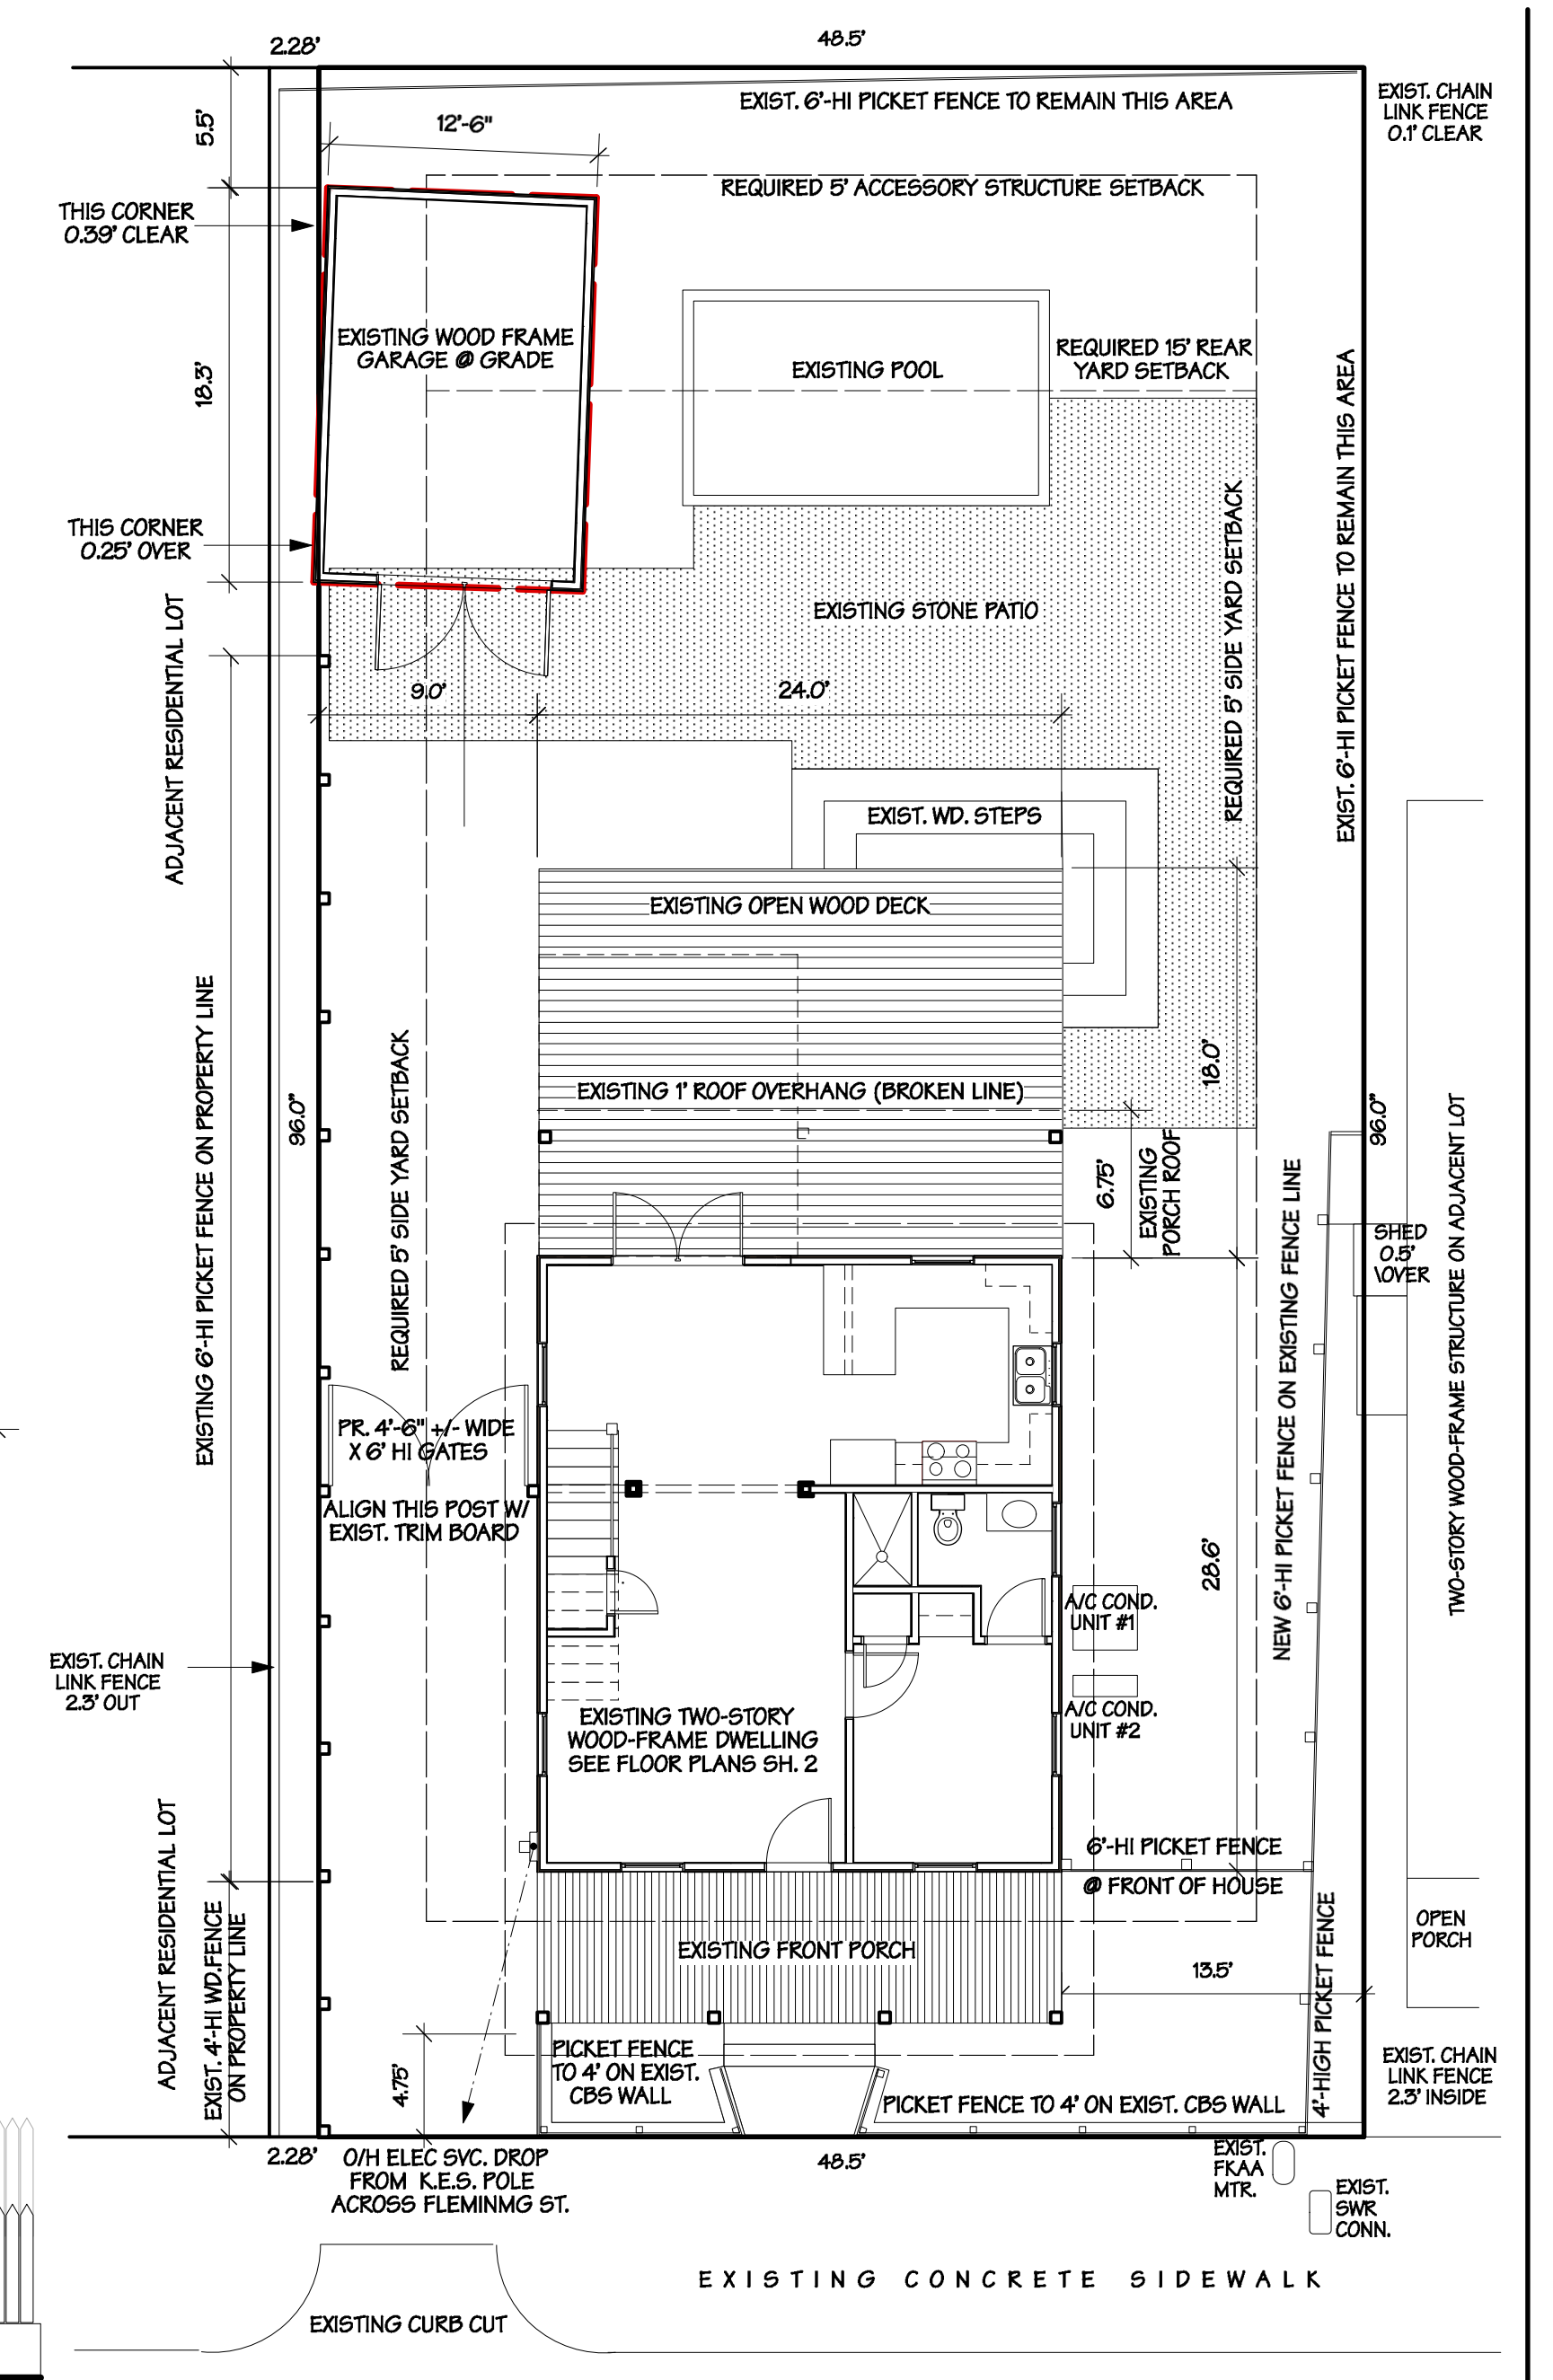 2.28'
48.5'
EXIST. 6'-HI PICKET FENCE TO REMAIN THIS AREA
EXIST. CHAIN
LINK FENCE
0.1' CLEAR
5.5'
12'-6"
REQUIRED 5' ACCESSORY STRUCTURE SETBACK
THIS CORNER
0.39' CLEAR
EXISTING WOOD FRAME
GARAGE @ GRADE
EXISTING POOL
REQUIRED 15' REAR
YARD SETBACK
18.3'
THIS CORNER
0.25' OVER
REQUIRED 5' SIDE YARD SETBACK
EXIST. 6'-HI PICKET FENCE TO REMAIN THIS AREA
EXISTING STONE PATIO
ADJACENT RESIDENTIAL LOT
9.0'
24.0'
EXIST. WD. STEPS
EXISTING OPEN WOOD DECK
EXISTING 6'-HI PICKET FENCE ON PROPERTY LINE
96.0"
REQUIRED 5' SIDE YARD SETBACK
EXISTING 1' ROOF OVERHANG (BROKEN LINE)
18.0'
6.75'
EXISTING
PORCH ROOF
96.0"
NEW 6'-HI PICKET FENCE ON EXISTING FENCE LINE
SHED
0.5'
\OVER
TWO-STORY WOOD-FRAME STRUCTURE ON ADJACENT LOT
PR. 4'-6" +/- WIDE
X 6' HI GATES
ALIGN THIS POST W/
EXIST. TRIM BOARD
28.6'
A/C COND.
UNIT #1
EXIST. CHAIN
LINK FENCE
2.3' OUT
A/C COND.
UNIT #2
EXISTING TWO-STORY
WOOD-FRAME DWELLING
SEE FLOOR PLANS SH. 2
6'-HI PICKET FENCE
@ FRONT OF HOUSE
ADJACENT RESIDENTIAL LOT
EXIST. 4'-HI WD.FENCE
ON PROPERTY LINE
EXISTING FRONT PORCH
13.5'
4'-HIGH PICKET FENCE
OPEN
PORCH
4.75'
PICKET FENCE
TO 4' ON EXIST.
CBS WALL
PICKET FENCE TO 4' ON EXIST. CBS WALL
EXIST. CHAIN
LINK FENCE
2.3' INSIDE
2.28'
O/H ELEC SVC. DROP
FROM K.E.S. POLE
ACROSS FLEMINMG ST.
48.5'
EXIST.
FKAA
MTR.
EXIST.
SWR
CONN.
EXISTING CONCRETE SIDEWALK
EXISTING CURB CUT